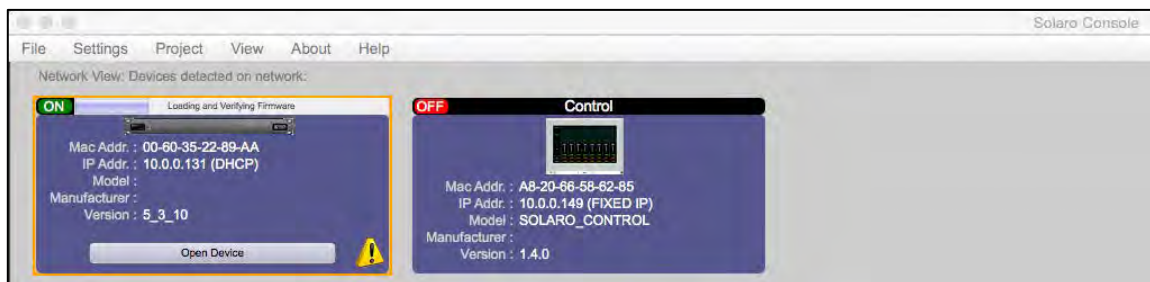 Solaro Console
File Settings Project View About Help
Network View: Devices detected on network:
ON Loading and Verifying Firmware
Mac Addr. : 00-60-35-22-89-AA
IP Addr. : 10.0.0.131 (DHCP)
Model :
Manufacturer :
Version : 5_3_10
Open Device
OFF Control
Mac Addr. : A8-20-66-58-62-85
IP Addr. : 10.0.0.149 (FIXED IP)
Model : SOLARO_CONTROL
Manufacturer :
Version : 1.4.0